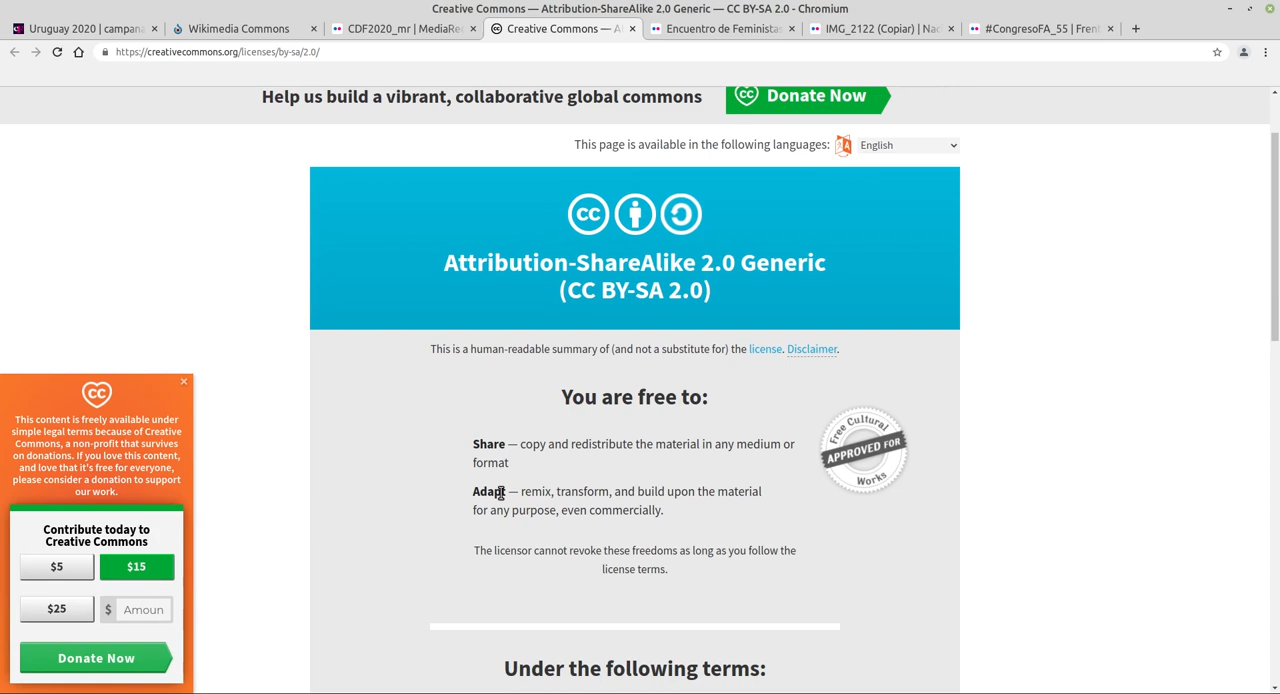 Creative Commons — Attribution-ShareAlike 2.0 Generic — CC BY-SA 2.0 - Chromium
Uruguay 2020 | campana
Wikimedia Commons
CDF2020_mr | MediaRe
Creative Commons — A
Encuentro de Feministas
IMG_2122 (Copiar) | Na
#CongresoFA_55 | Fren
https://creativecommons.org/licenses/by-sa/2.0/
Help us build a vibrant, collaborative global commons
Donate Now
This page is available in the following languages:
English
Attribution-ShareAlike 2.0 Generic
(CC BY-SA 2.0)
This is a human-readable summary of (and not a substitute for) the license. Disclaimer.
You are free to:
Share — copy and redistribute the material in any medium or
format
Adapt — remix, transform, and build upon the material
for any purpose, even commercially.
The licensor cannot revoke these freedoms as long as you follow the
license terms.
Under the following terms:
Free Cultural
APPROVED FOR
Works
This content is freely available under
simple legal terms because of Creative
Commons, a non-profit that survives
on donations. If you love this content,
and love that it's free for everyone,
please consider a donation to support
our work.
Contribute today to
Creative Commons
$5
$15
$25
$ Amoun
Donate Now